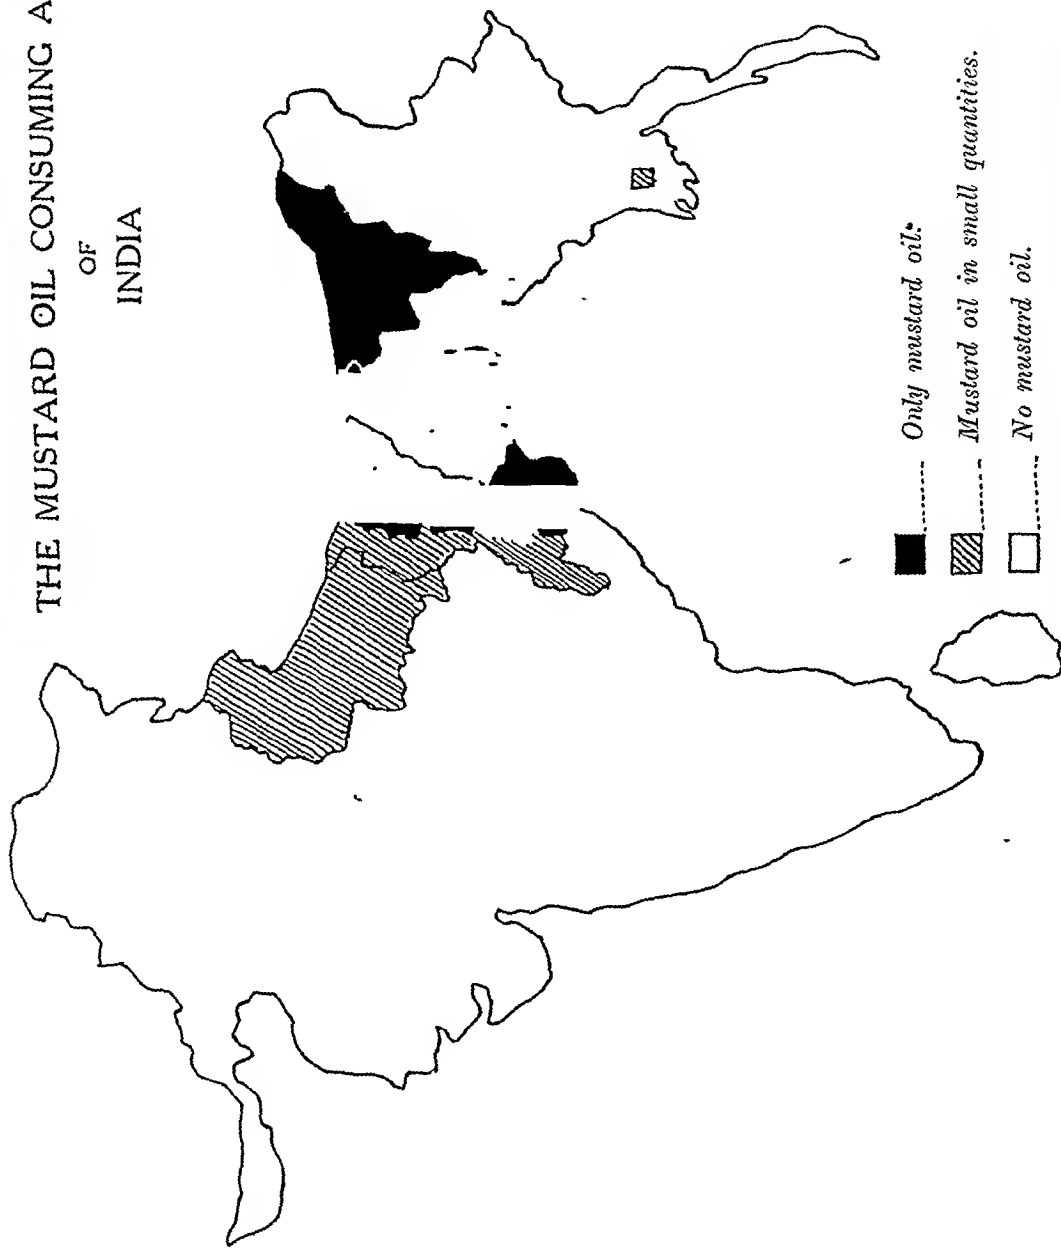 THE MUSTARD OIL CONSUMING A
OF
INDIA
Only mustard oil.
Mustard oil in small quantities.
No mustard oil.